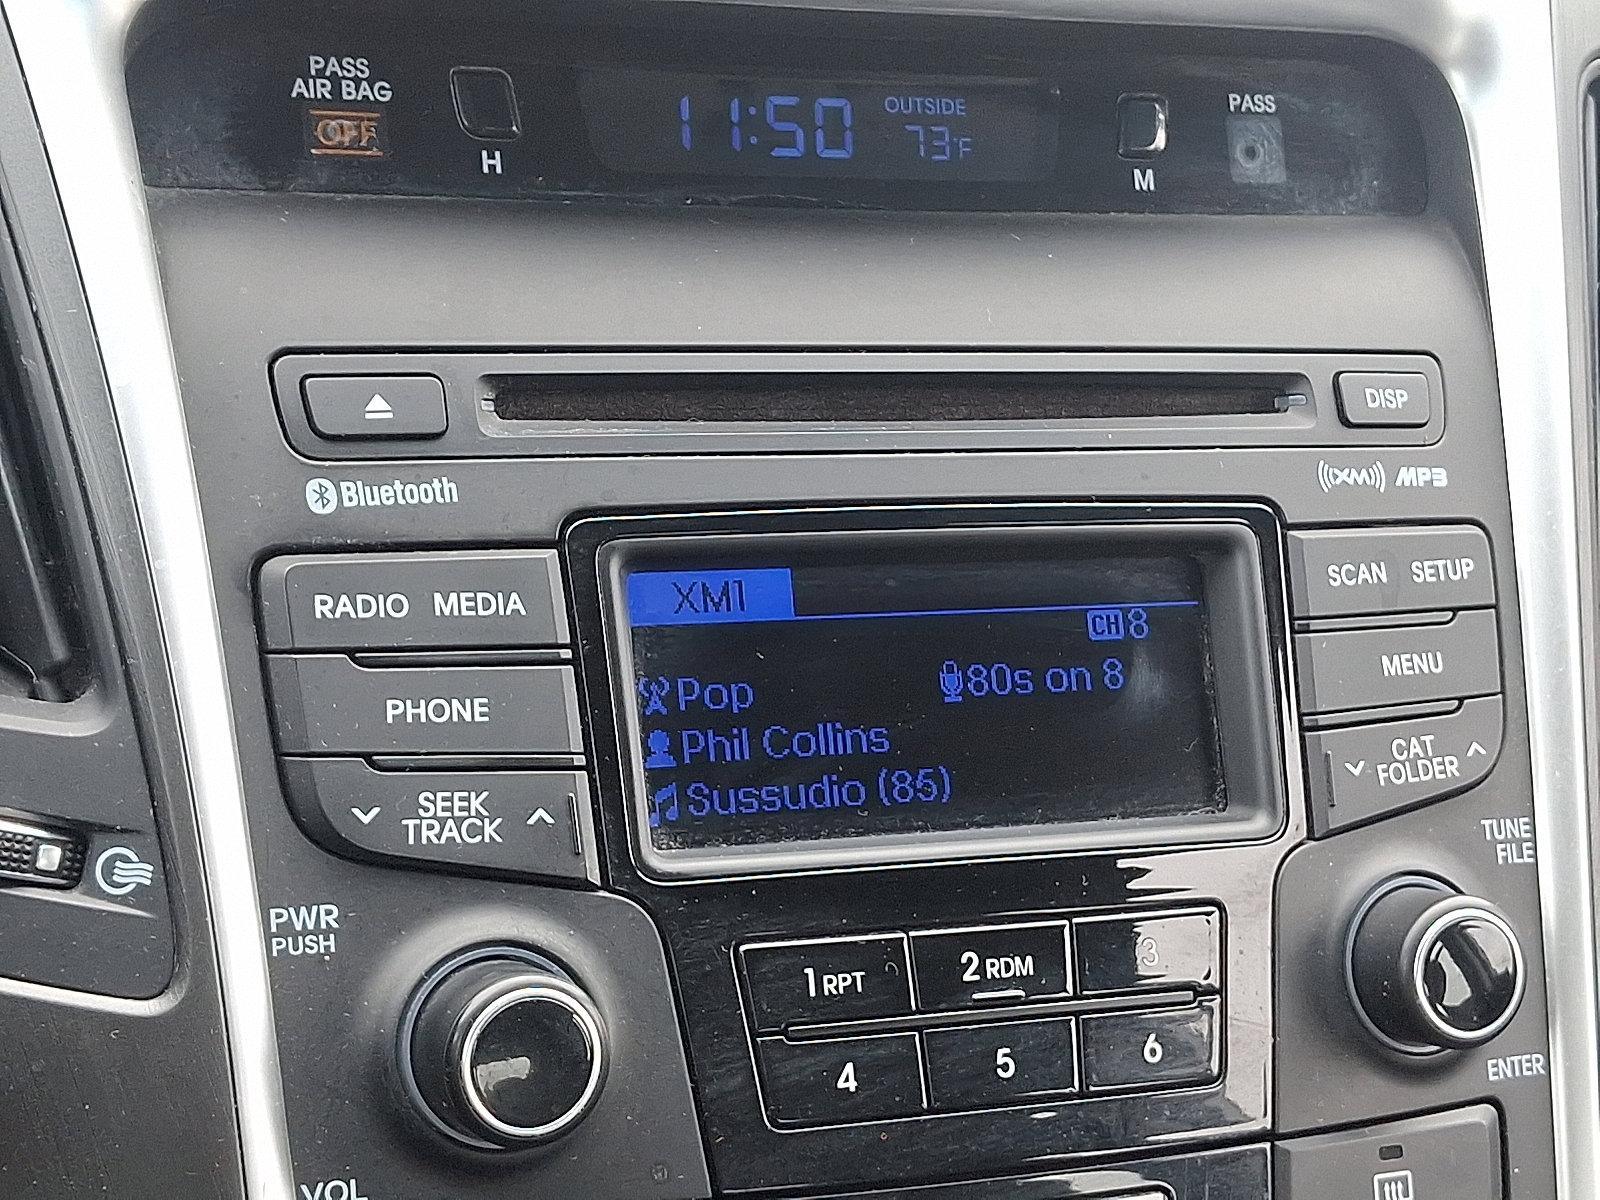 PASS
AIR BAG
OFF
H
11:50
OUTSIDE
73°F
M
PASS
DISP
Bluetooth
((XM)) MP3
RADIO MEDIA
XM1
SCAN SETUP
CH 8
Pop 80s on 8
MENU
PHONE
Phil Collins
Sussudio (85)
CAT
FOLDER
SEEK
TRACK
TUNE
FILE
PWR
PUSH
1 RPT
2 RDM
3
4
5
6
ENTER
VOL